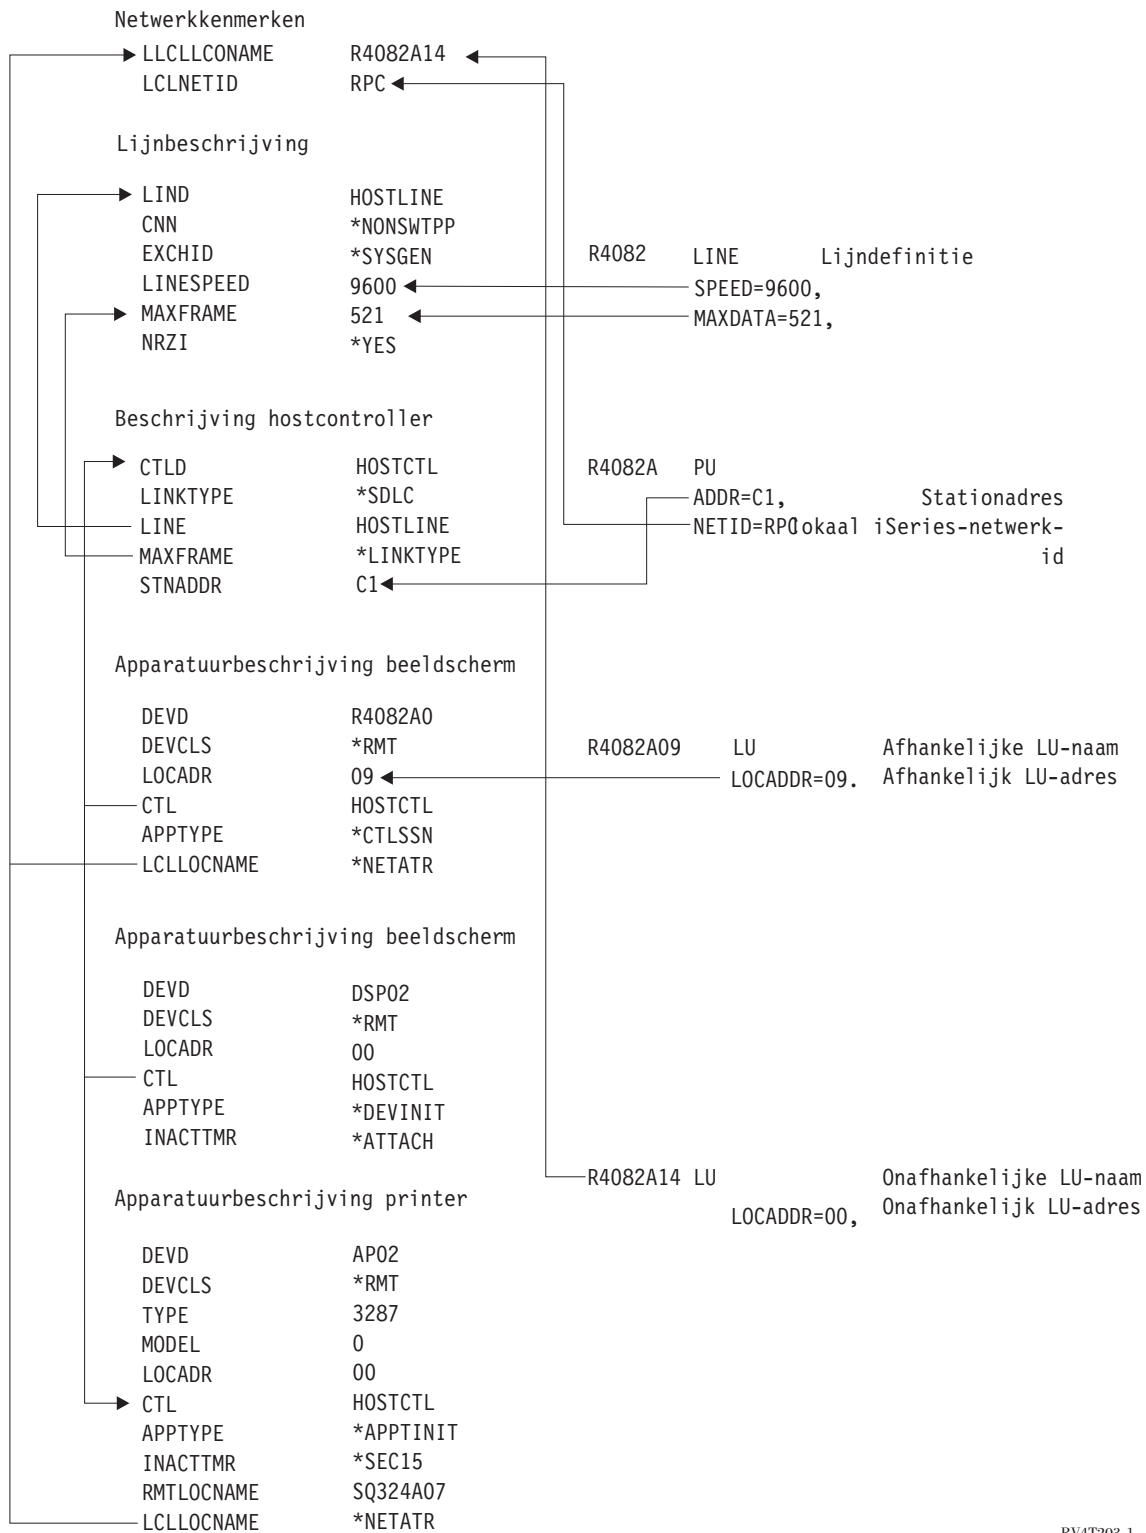 Netwerkkenmerken
LLCLLCONAME R4082A14
LCLNETID RPC
Lijnbeschrijving
LIND HOSTLINE
CNN *NONSWTPP
EXCHID *SYSGEN R4082 LINE Lijndefinitie
LINESPEED 9600 SPEED=9600,
MAXFRAME 521 MAXDATA=521,
NRZI *YES
Beschrijving hostcontroller
CTLD HOSTCTL R4082A PU
LINKTYPE *SDLC ADDR=C1, Stationadres
LINE HOSTLINE NETID=RPC lokaal iSeries-netwerk-
MAXFRAME *LINKTYPE id
STNADDR C1
Apparatuurbeschrijving beeldscherm
DEVD R4082A0
DEVCLS *RMT R4082A09 LU Afhankelijke LU-naam
LOCADR 09 LOCADDR=09. Afhankelijk LU-adres
CTL HOSTCTL
APPTYPE *CTLSSN
LCLLOCNAME *NETATR
Apparatuurbeschrijving beeldscherm
DEVD DSP02
DEVCLS *RMT
LOCADR 00
CTL HOSTCTL
APPTYPE *DEVINIT
INACTTMR *ATTACH
R4082A14 LU Onafhankelijke LU-naam
Apparatuurbeschrijving printer
LOCADDR=00, Onafhankelijk LU-adres
DEVD AP02
DEVCLS *RMT
TYPE 3287
MODEL 0
LOCADR 00
CTL HOSTCTL
APPTYPE *APPTINIT
INACTTMR *SEC15
RMTLOCNAME SQ324A07
LCLLOCNAME *NETATR